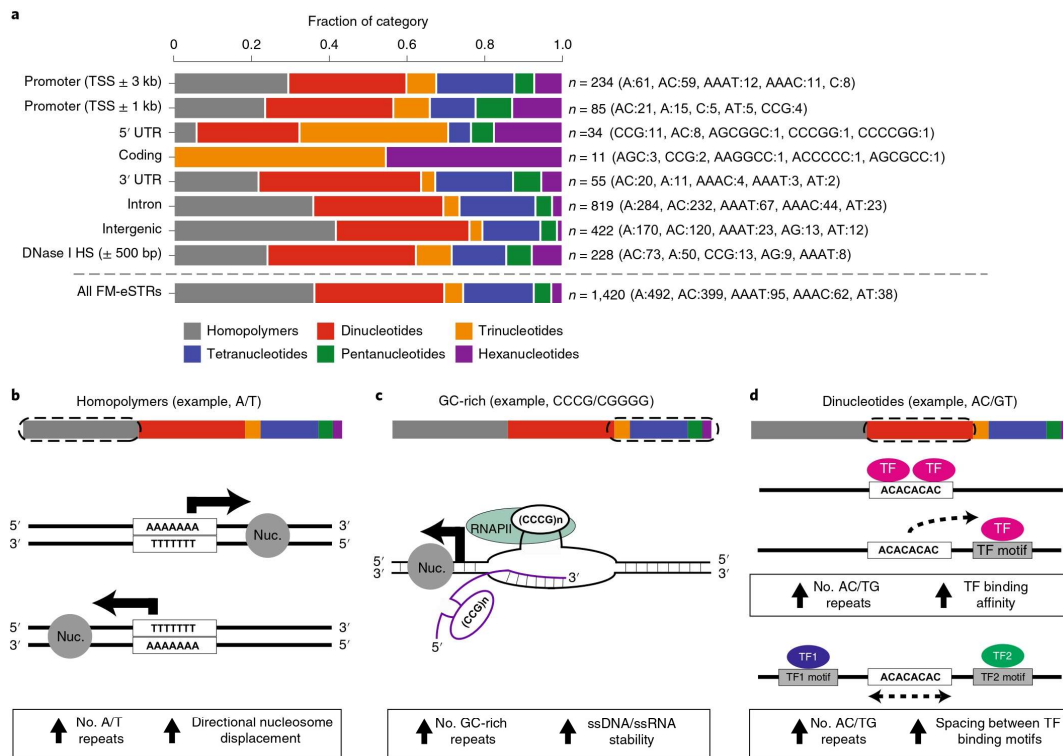 a
Fraction of category
0 0.2 0.4 0.6 0.8 1.0
Promoter (TSS ± 3 kb) n = 234 (A:61, AC:59, AAAT:12, AAAC:11, C:8)
Promoter (TSS ± 1 kb) n = 85 (AC:21, A:15, C:5, AT:5, CCG:4)
5′ UTR n =34 (CCG:11, AC:8, AGCGGC:1, CCCGG:1, CCCCGG:1)
Coding n = 11 (AGC:3, CCG:2, AAGGCC:1, ACCCCC:1, AGCGCC:1)
3′ UTR n = 55 (AC:20, A:11, AAAC:4, AAAT:3, AT:2)
Intron n = 819 (A:284, AC:232, AAAT:67, AAAC:44, AT:23)
Intergenic n = 422 (A:170, AC:120, AAAT:23, AG:13, AT:12)
DNase I HS (± 500 bp) n = 228 (AC:73, A:50, CCG:13, AG:9, AAAT:8)
All FM-eSTRs n = 1,420 (A:492, AC:399, AAAT:95, AAAC:62, AT:38)
Homopolymers Dinucleotides Trinucleotides
Tetranucleotides Pentanucleotides Hexanucleotides
b
Homopolymers (example, A/T)
5′ AAAAAAA 3′
3′ TTTTTTT 5′
Nuc.
5′ TTTTTTT 3′
3′ AAAAAAA 5′
Nuc.
No. A/T repeats
Directional nucleosome displacement
c
GC-rich (example, CCCG/CGGGG)
RNAPII (CCCG)n
5′ 5′
3′ 3′
Nuc.
3′
(CCG)n
5′
No. GC-rich repeats
ssDNA/ssRNA stability
d
Dinucleotides (example, AC/GT)
TF TF
ACACACAC
TF
ACACACAC TF motif
No. AC/TG repeats
TF binding affinity
TF1 TF2
TF1 motif ACACACAC TF2 motif
No. AC/TG repeats
Spacing between TF binding motifs